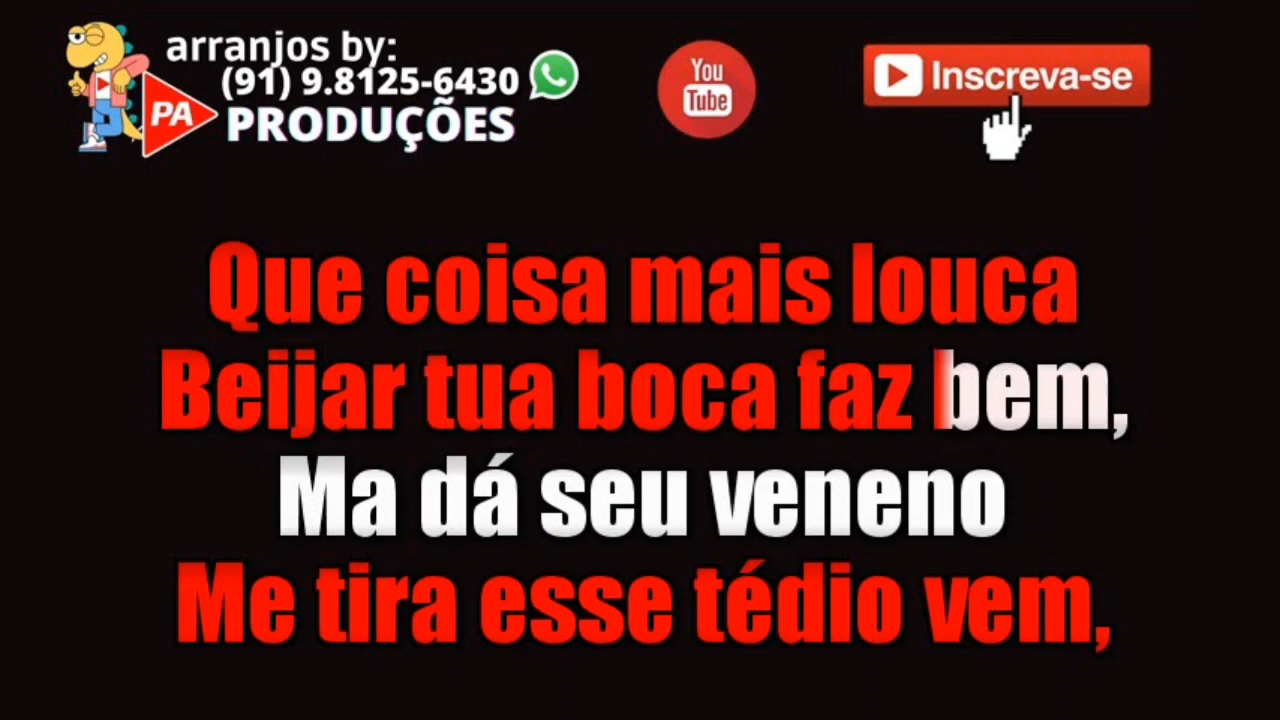 arranjos by:
(91) 9.8125-6430
PA PRODUÇÕES
You
Tube
Inscreva-se
Que coisa mais louca
Beijar tua boca faz bem,
Ma dá seu veneno
Me tira esse tédio vem,